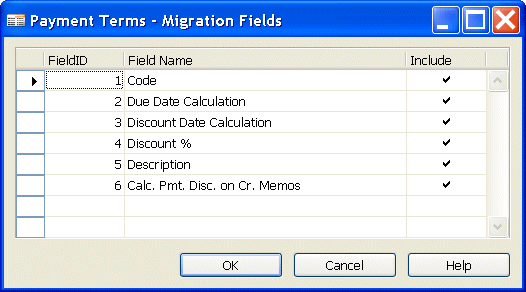 Payment Terms - Migration Fields
FieldID Field Name Include
1 Code
2 Due Date Calculation
3 Discount Date Calculation
4 Discount %
5 Description
6 Calc. Pmt. Disc. on Cr. Memos
OK Cancel Help